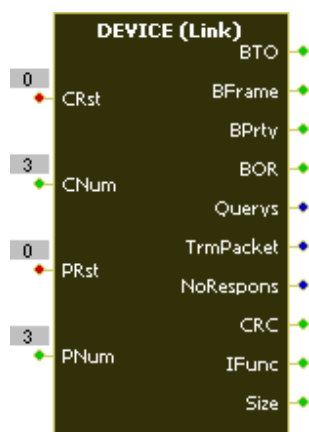 DEVICE (Link)
BTO
0
CRst
BFrame
BPrty
3
CNum
BOR
Querys
0
PRst
TrmPacket
NoRespons
3
PNum
CRC
IFunc
Size